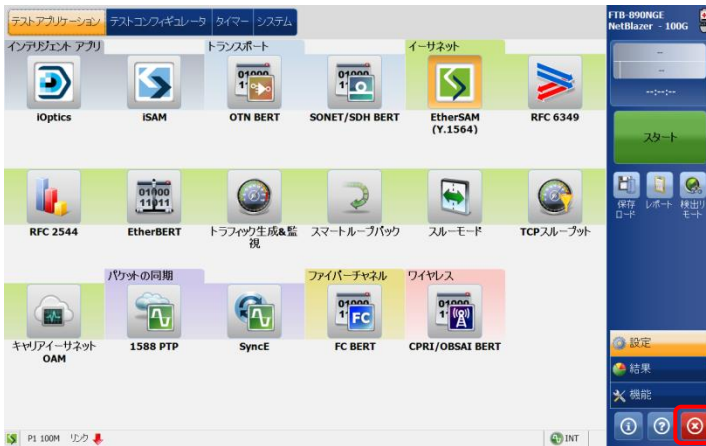 テストアプリケーション テストコンフィギュレータ タイマー システム
FTB-890NGE
NetBlazer - 100G
インテリジェント アプリ トランスポート イーサネット
iOptics iSAM OTN BERT SONET/SDH BERT EtherSAM (Y.1564) RFC 6349
--
--
--:--:--
スタート
RFC 2544 EtherBERT トラフィック生成&監視 スマートループバック スルーモード TCPスループット
保存 ロード レポート 検出リモート
パケットの同期 ファイバーチャネル ワイヤレス
キャリアイーサネット OAM 1588 PTP SyncE FC BERT CPRI/OBSAI BERT
設定
結果
機能
P1 100M リンク INT